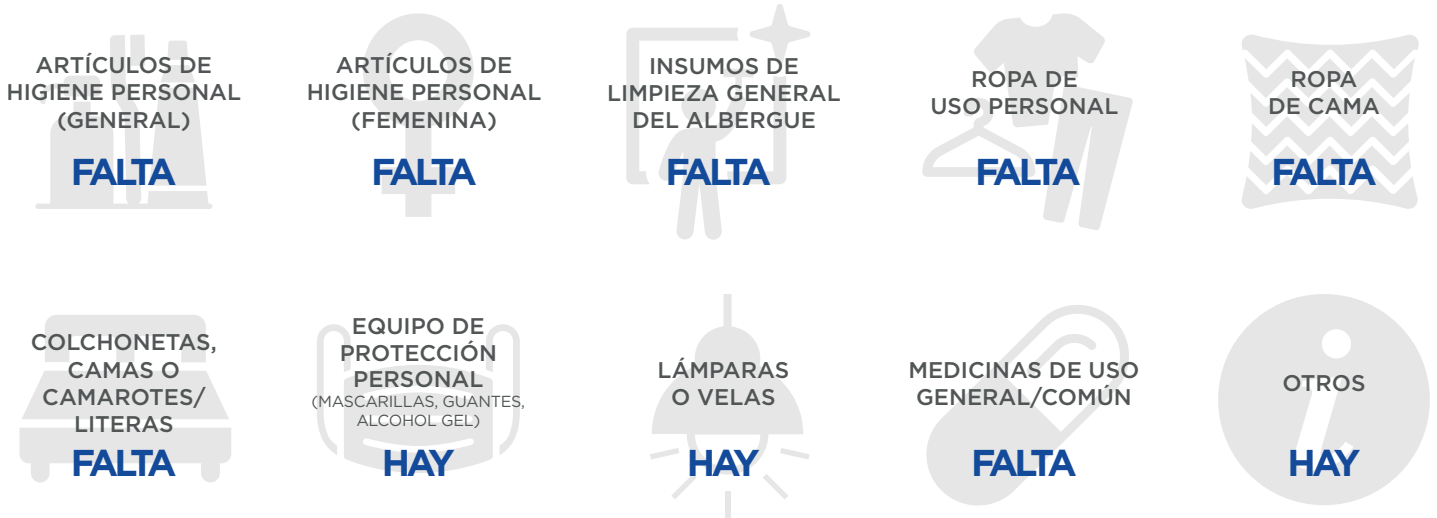 ARTÍCULOS DE
HIGIENE PERSONAL
(GENERAL)
FALTA
ARTÍCULOS DE
HIGIENE PERSONAL
(FEMENINA)
FALTA
INSUMOS DE
LIMPIEZA GENERAL
DEL ALBERGUE
FALTA
ROPA DE
USO PERSONAL
FALTA
ROPA
DE CAMA
FALTA
COLCHONETAS,
CAMAS O
CAMAROTES/
LITERAS
FALTA
EQUIPO DE
PROTECCIÓN
PERSONAL
(MASCARILLAS, GUANTES,
ALCOHOL GEL)
HAY
LÁMPARAS
O VELAS
HAY
MEDICINAS DE USO
GENERAL/COMÚN
FALTA
OTROS
HAY